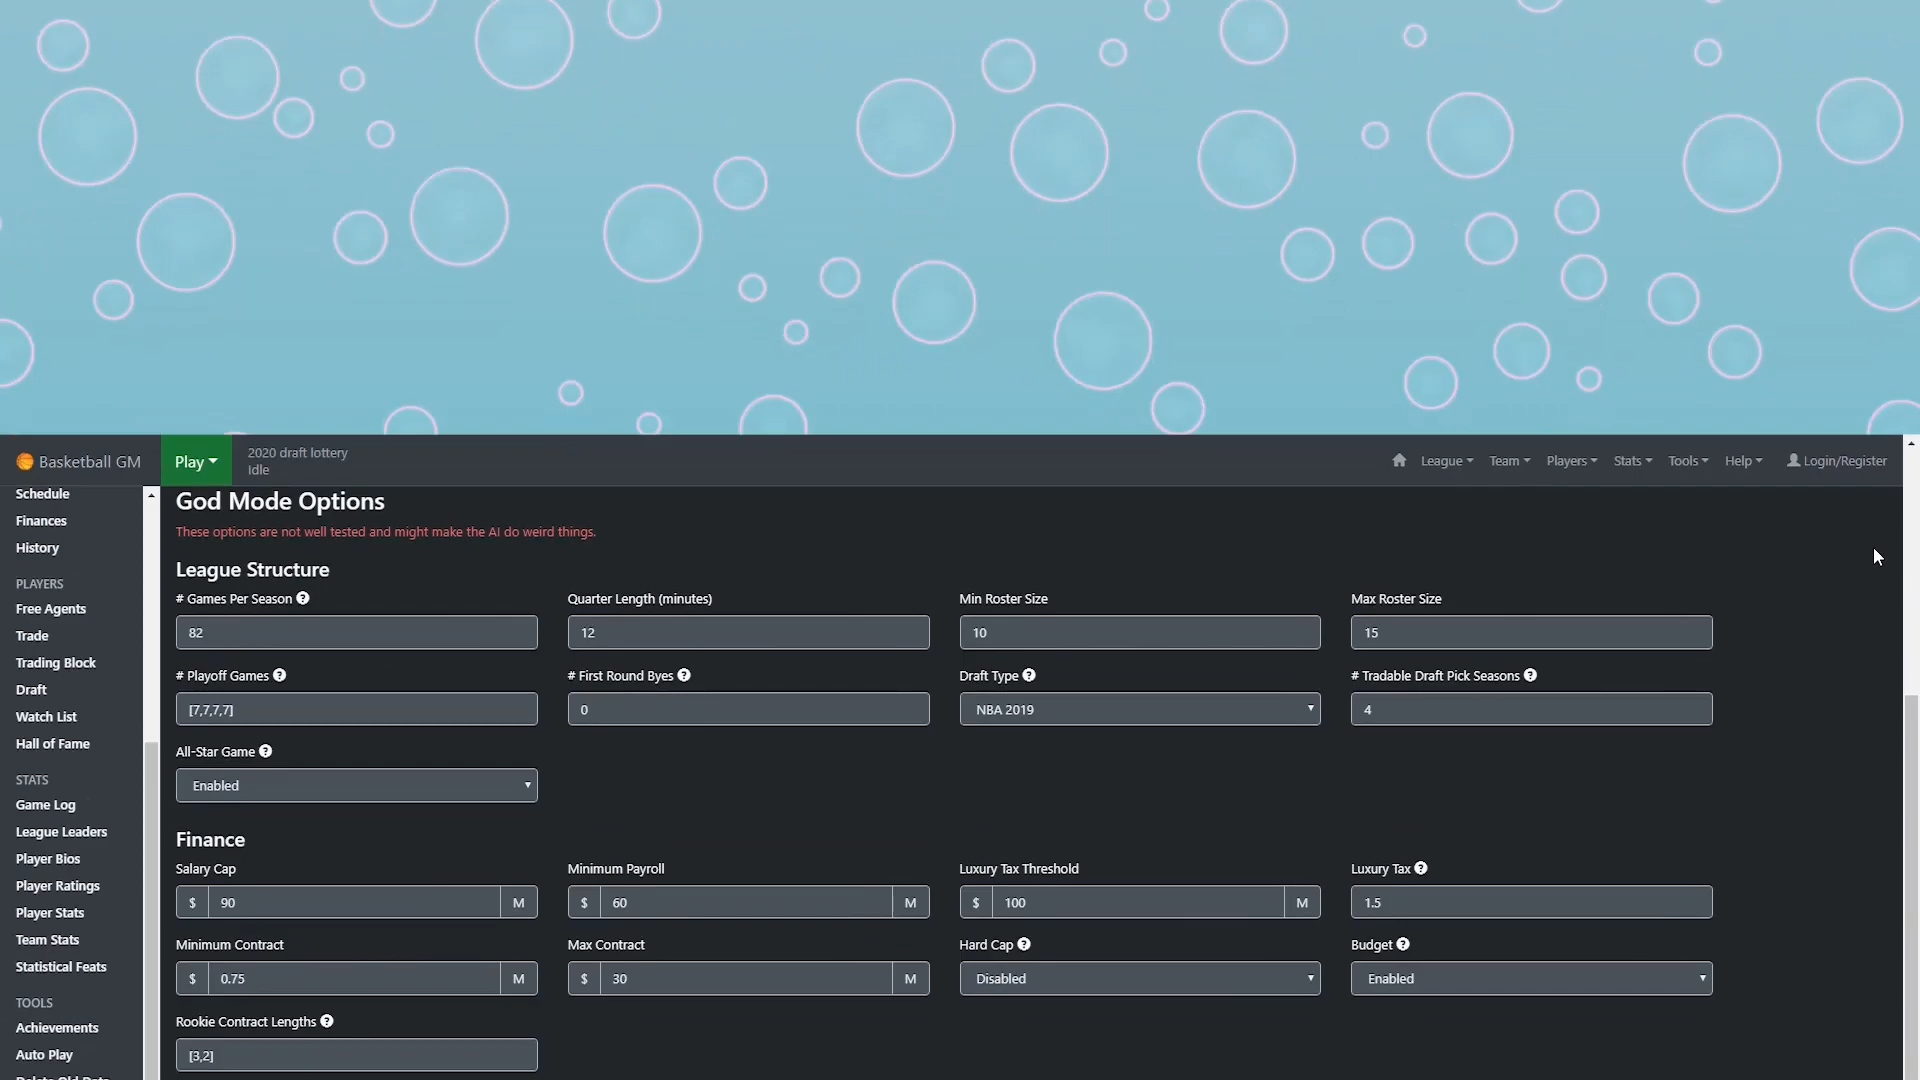 Basketball GM
Play
2020 draft lottery
Idle
League
Team
Players
Stats
Tools
Help
Login/Register
Schedule
Finances
History
PLAYERS
Free Agents
Trade
Trading Block
Draft
Watch List
Hall of Fame
STATS
Game Log
League Leaders
Player Bios
Player Ratings
Player Stats
Team Stats
Statistical Feats
TOOLS
Achievements
Auto Play
God Mode Options
These options are not well tested and might make the AI do weird things.
League Structure
# Games Per Season
82
Quarter Length (minutes)
12
Min Roster Size
10
Max Roster Size
15
# Playoff Games
[7,7,7,7]
# First Round Byes
0
Draft Type
NBA 2019
# Tradable Draft Pick Seasons
4
All-Star Game
Enabled
Finance
Salary Cap
$ 90 M
Minimum Payroll
$ 60 M
Luxury Tax Threshold
$ 100 M
Luxury Tax
1.5
Minimum Contract
$ 0.75 M
Max Contract
$ 30 M
Hard Cap
Disabled
Budget
Enabled
Rookie Contract Lengths
[3,2]